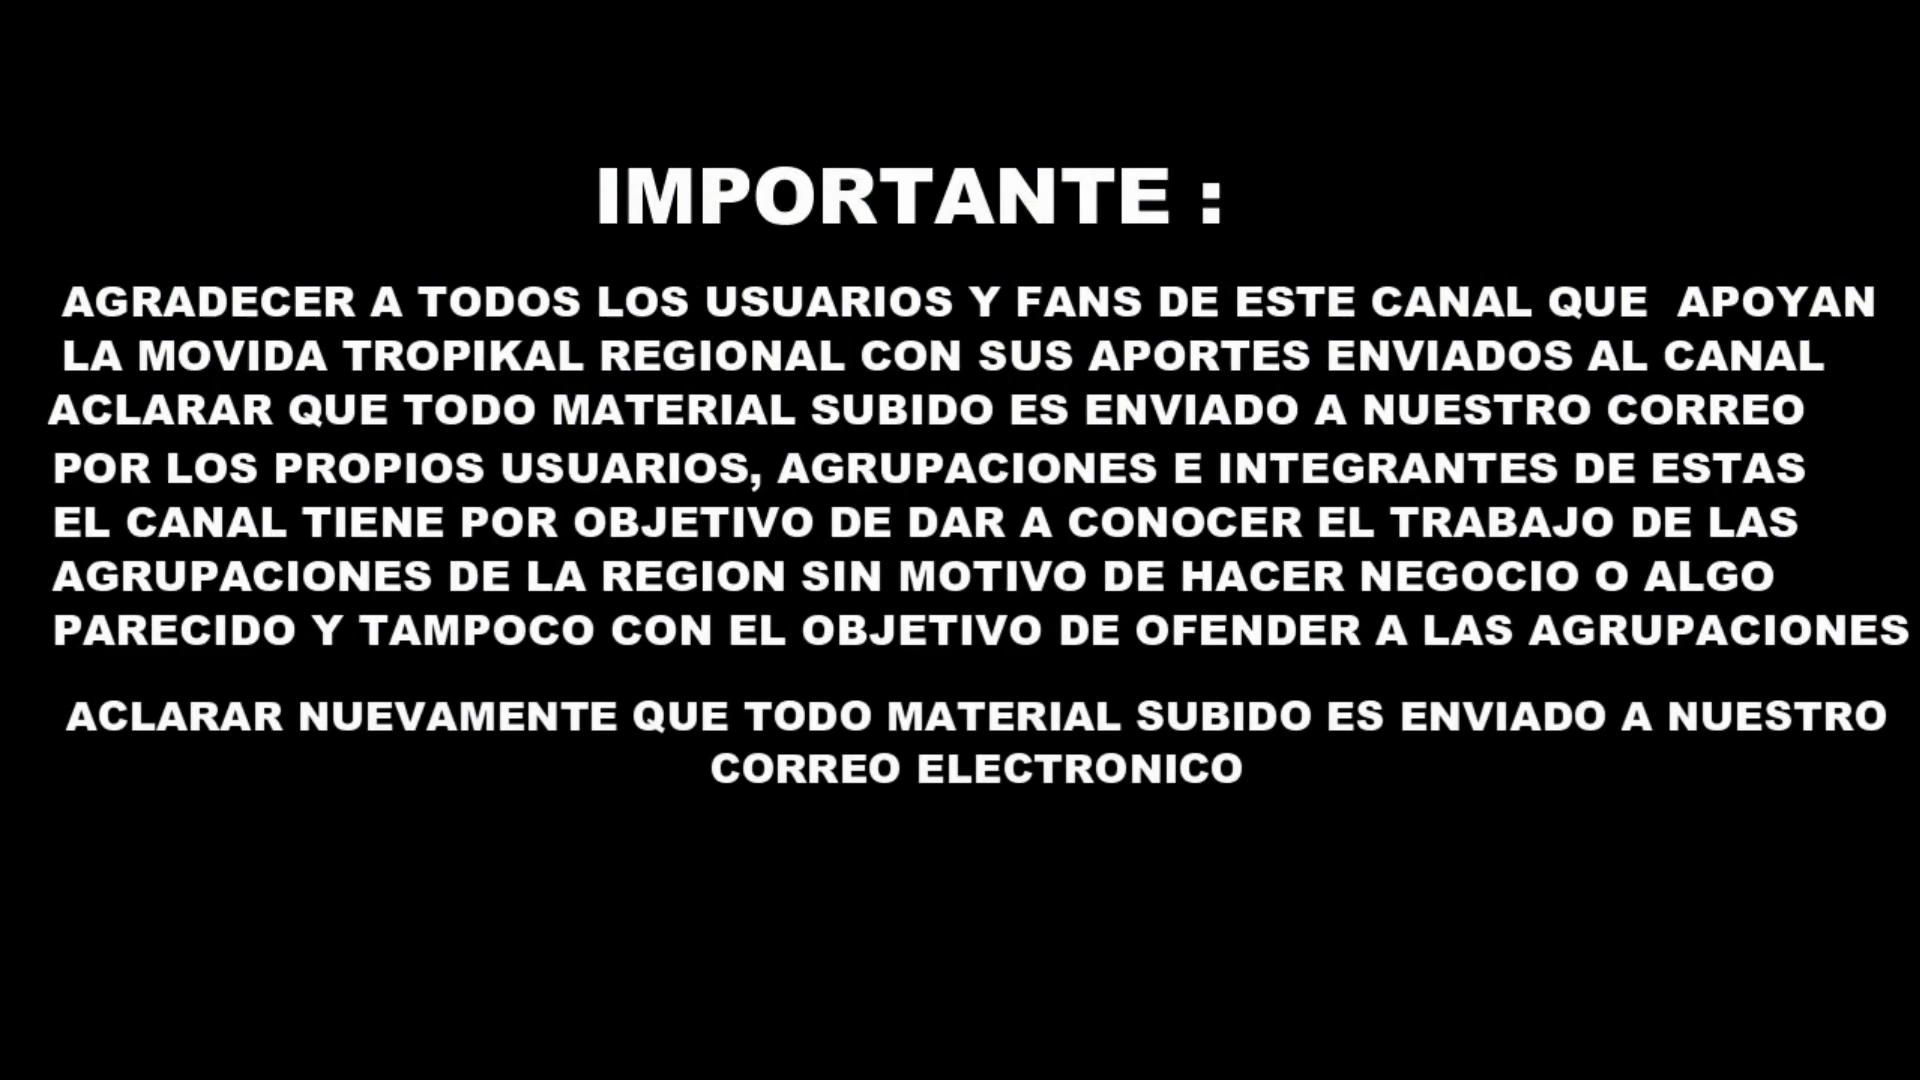 IMPORTANTE :
AGRADECER A TODOS LOS USUARIOS Y FANS DE ESTE CANAL QUE APOYAN
LA MOVIDA TROPIKAL REGIONAL CON SUS APORTES ENVIADOS AL CANAL
ACLARAR QUE TODO MATERIAL SUBIDO ES ENVIADO A NUESTRO CORREO
POR LOS PROPIOS USUARIOS, AGRUPACIONES E INTEGRANTES DE ESTAS
EL CANAL TIENE POR OBJETIVO DE DAR A CONOCER EL TRABAJO DE LAS
AGRUPACIONES DE LA REGION SIN MOTIVO DE HACER NEGOCIO O ALGO
PARECIDO Y TAMPOCO CON EL OBJETIVO DE OFENDER A LAS AGRUPACIONES
ACLARAR NUEVAMENTE QUE TODO MATERIAL SUBIDO ES ENVIADO A NUESTRO
CORREO ELECTRONICO